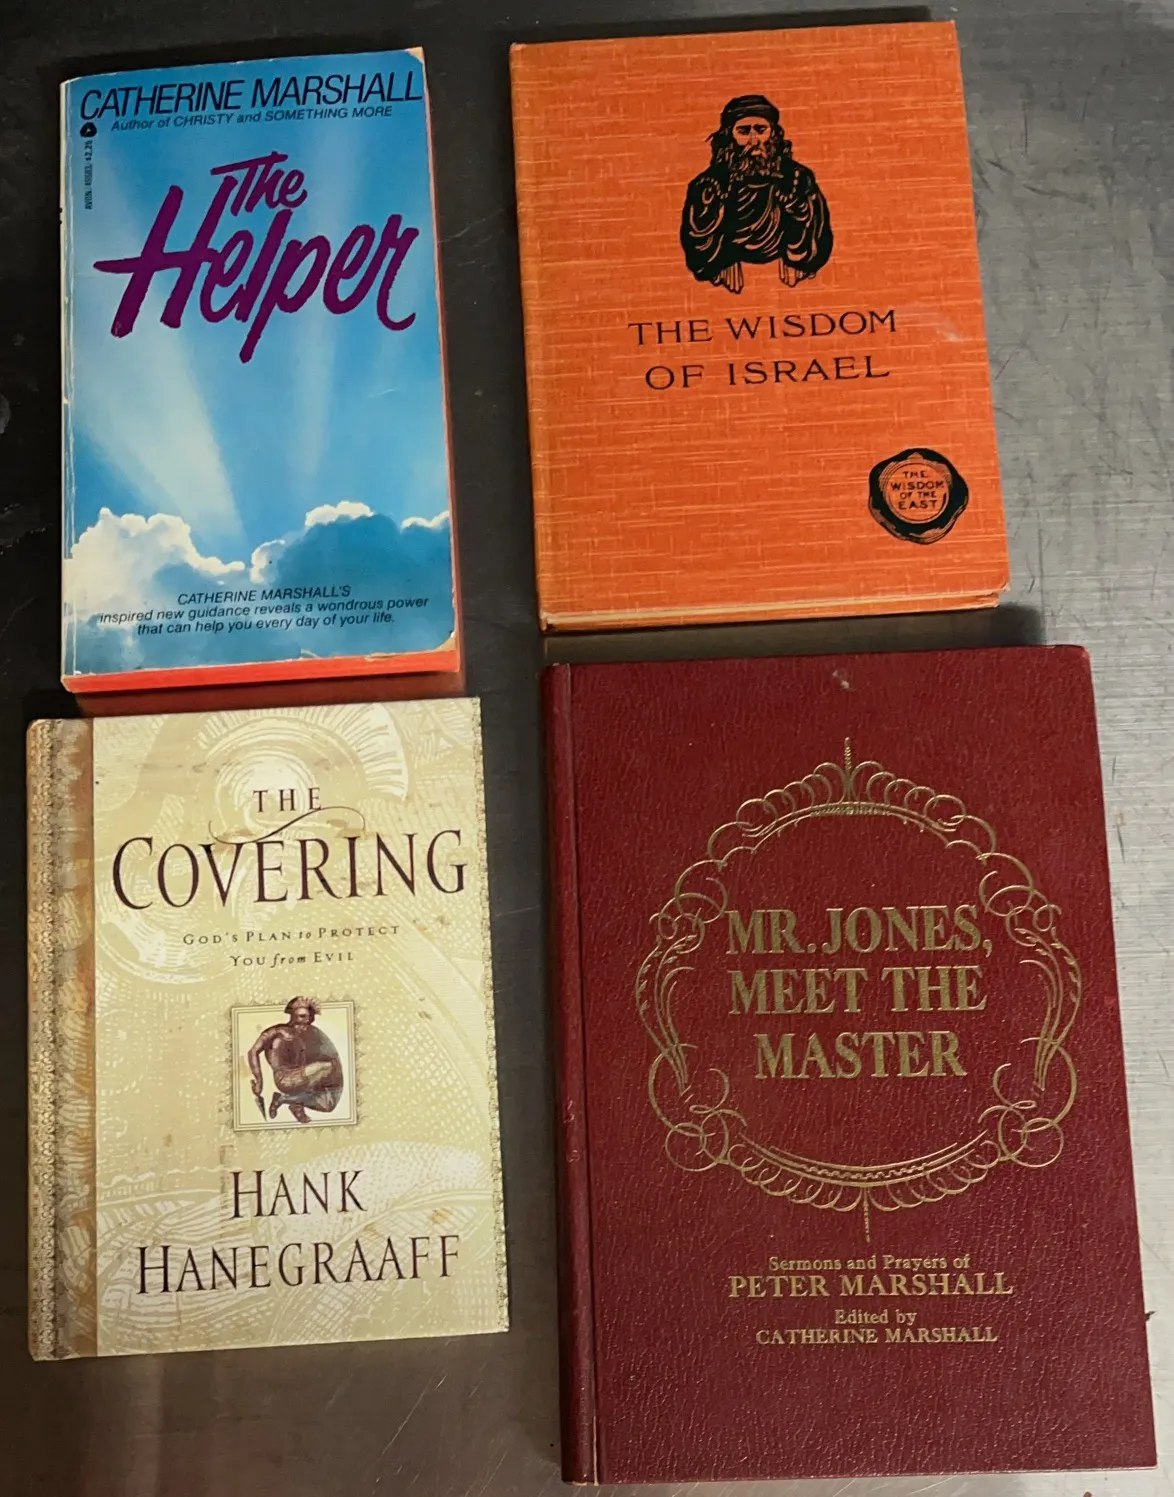 CATHERINE MARSHALL
Author of CHRISTY and SOMETHING MORE
The
Helper
CATHERINE MARSHALL'S
inspired new guidance reveals a wondrous power
that can help you every day of your life.
THE WISDOM
OF ISRAEL
THE
WISDOM
OF THE
EAST
THE
COVERING
GOD'S PLAN to PROTECT
YOU from EVIL
HANK
HANEGRAAFF
MR. JONES,
MEET THE
MASTER
Sermons and Prayers of
PETER MARSHALL
Edited by
CATHERINE MARSHALL